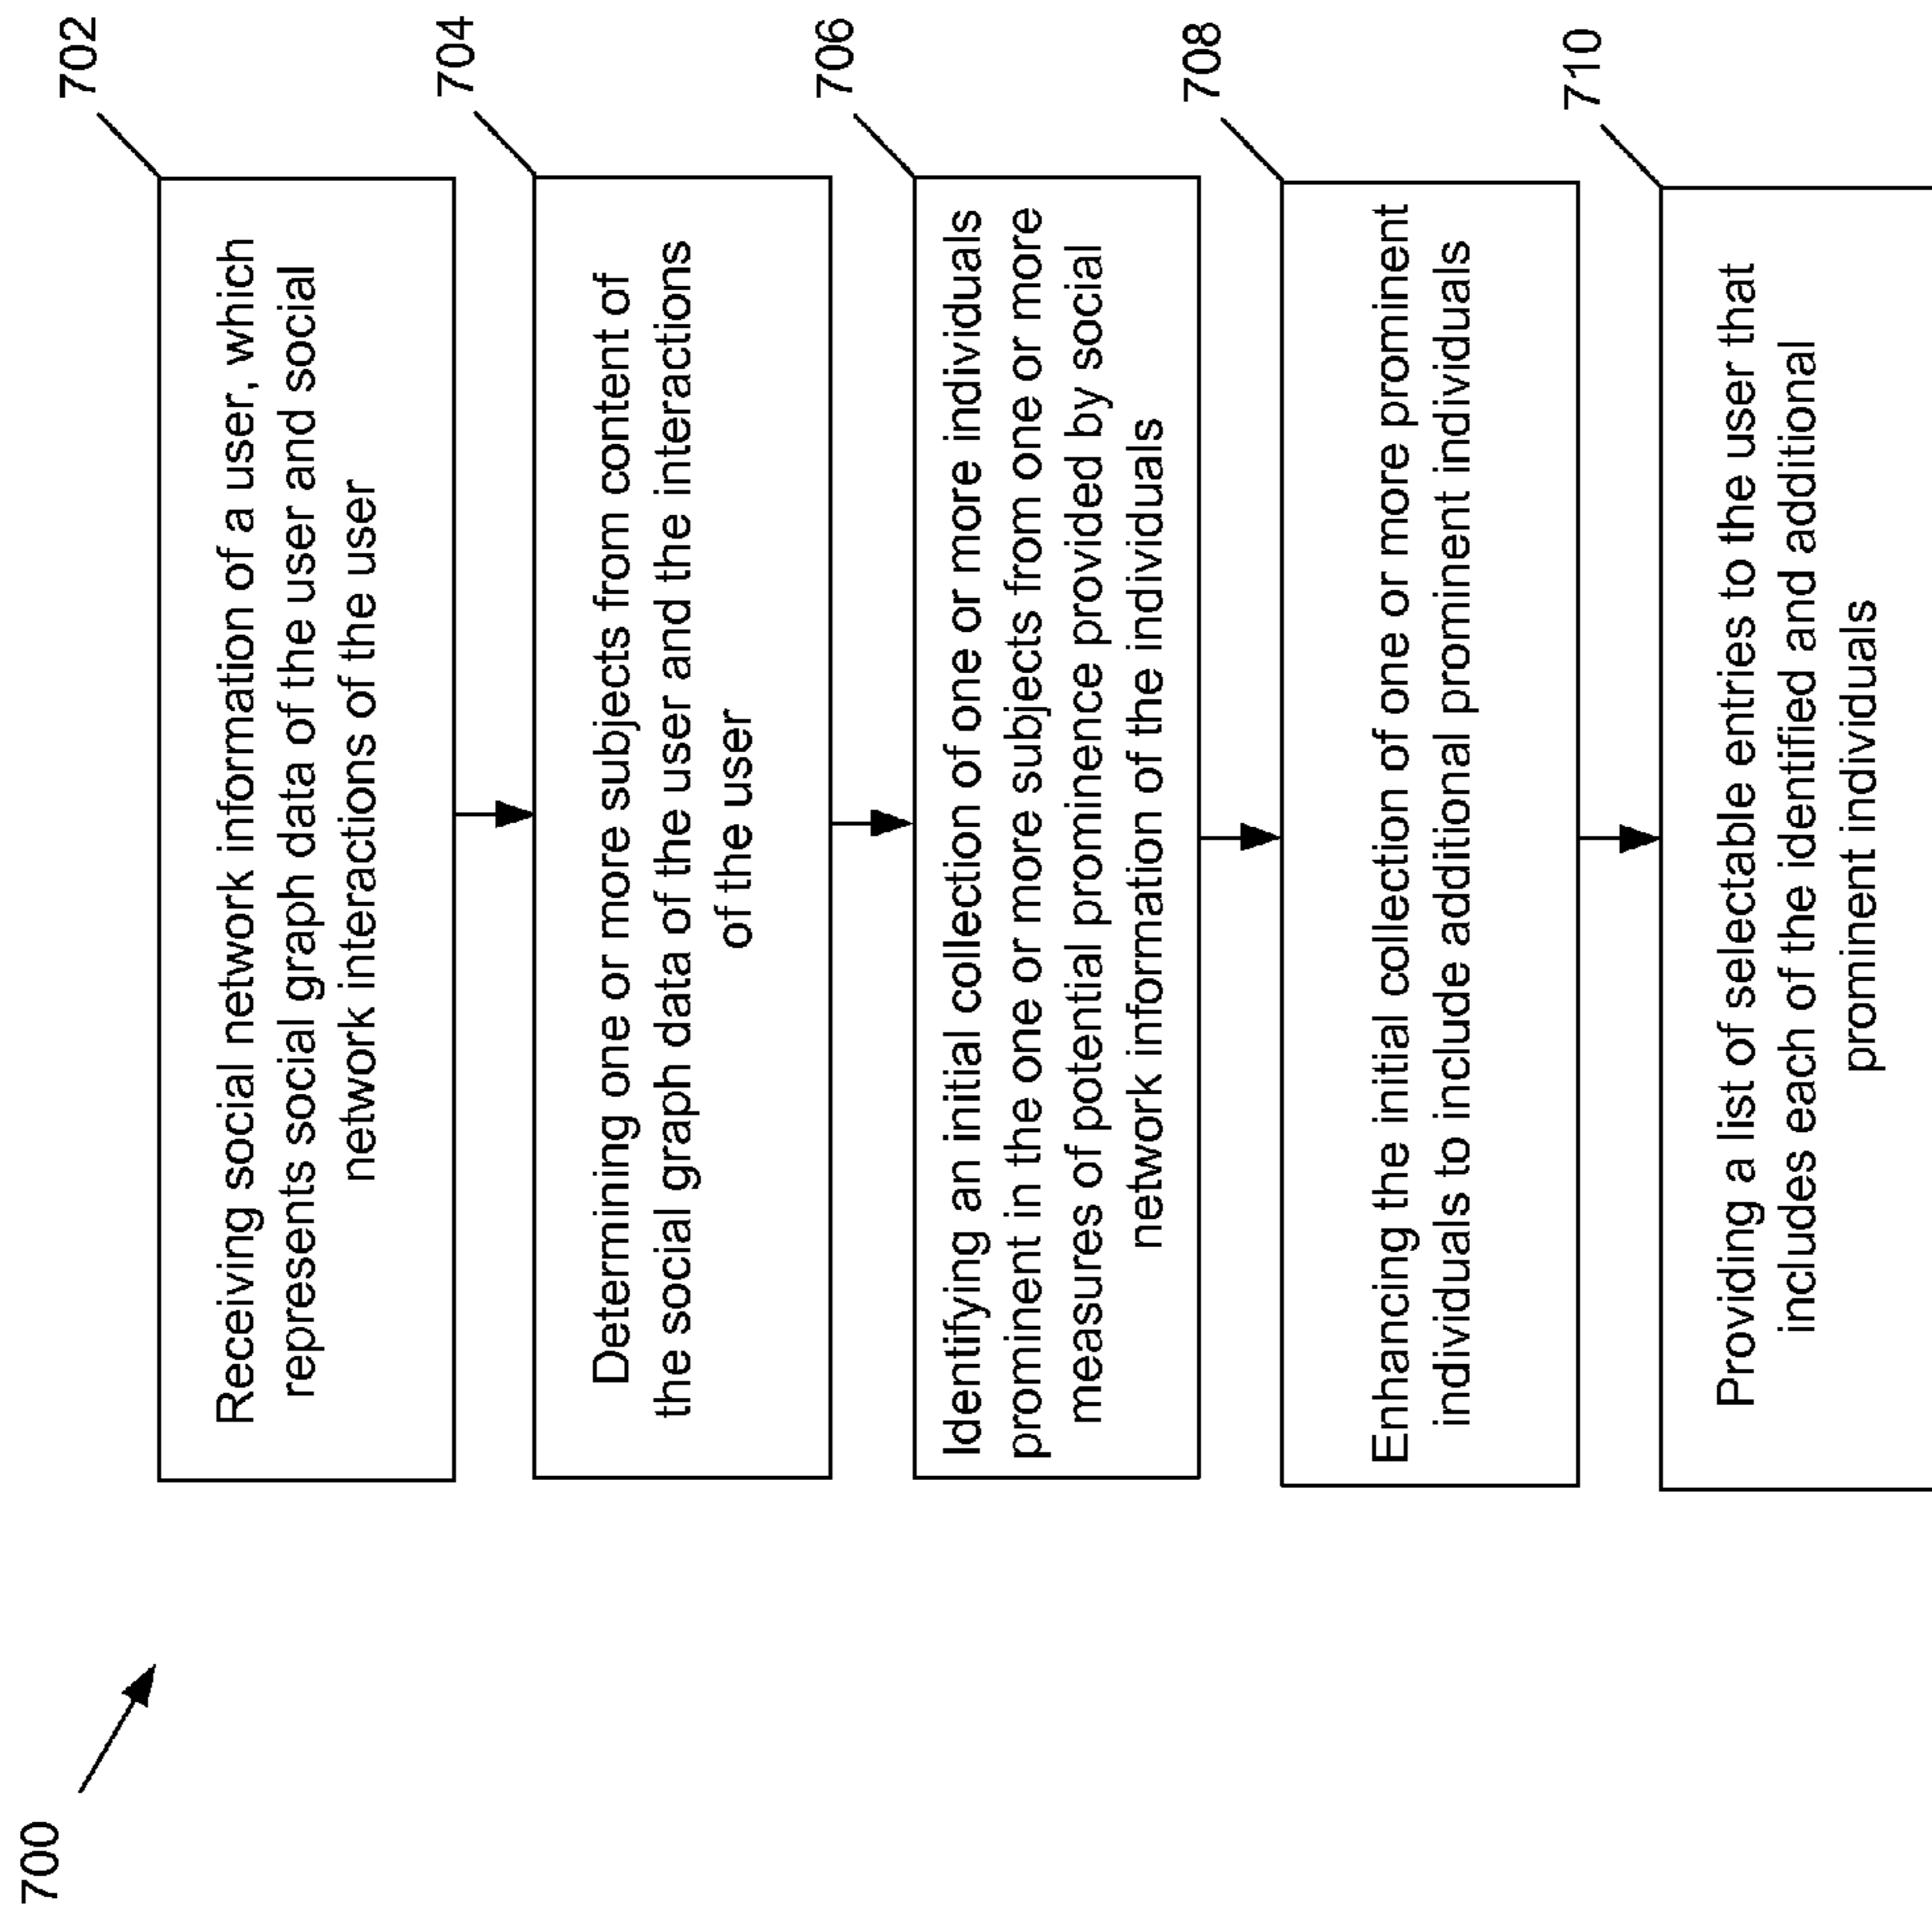 700
702
Receiving social network information of a user, which
represents social graph data of the user and social
network interactions of the user
704
Determining one or more subjects from content of
the social graph data of the user and the interactions
of the user
706
Identifying an initial collection of one or more individuals
prominent in the one or more subjects from one or more
measures of potential prominence provided by social
network information of the individuals
708
Enhancing the initial collection of one or more prominent
individuals to include additional prominent individuals
710
Providing a list of selectable entries to the user that
includes each of the identified and additional
prominent individuals